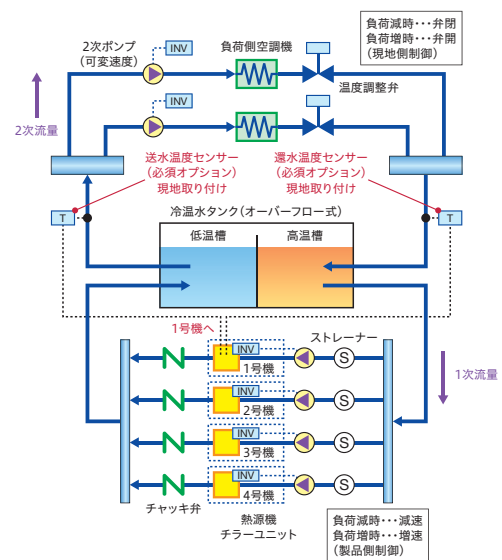 負荷減時・・・弁閉
負荷増時・・・弁開
(現地側制御)
2次ポンプ
(可変速度)
INV
負荷側空調機
温度調整弁
INV
2次流量
送水温度センサー
(必須オプション)
現地取り付け
還水温度センサー
(必須オプション)
現地取り付け
T
T
冷温水タンク(オーバーフロー式)
低温槽
高温槽
1号機へ
ストレーナー
INV
1号機
S
1次流量
INV
2号機
S
INV
3号機
S
INV
4号機
S
チャッキ弁
熱源機
チラーユニット
負荷減時・・・減速
負荷増時・・・増速
(製品側制御)